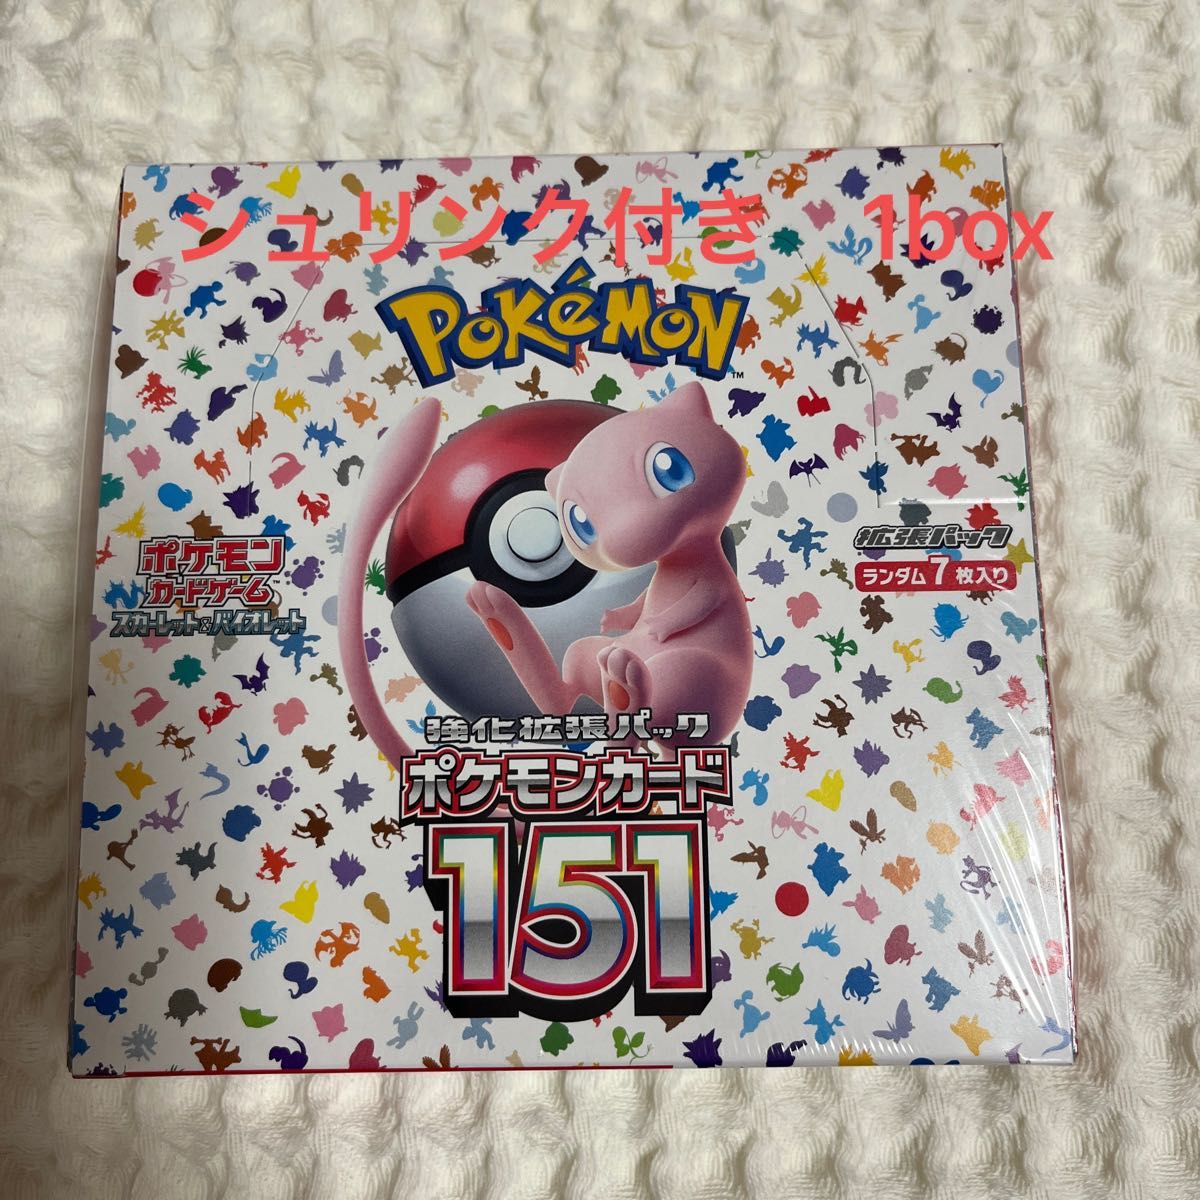 シュリンク付き　1box
POKéMON
TM
ポケモン
カードゲーム
スカーレット&バイオレット
拡張パック
ランダム7枚入り
強化拡張パック
ポケモンカード
151